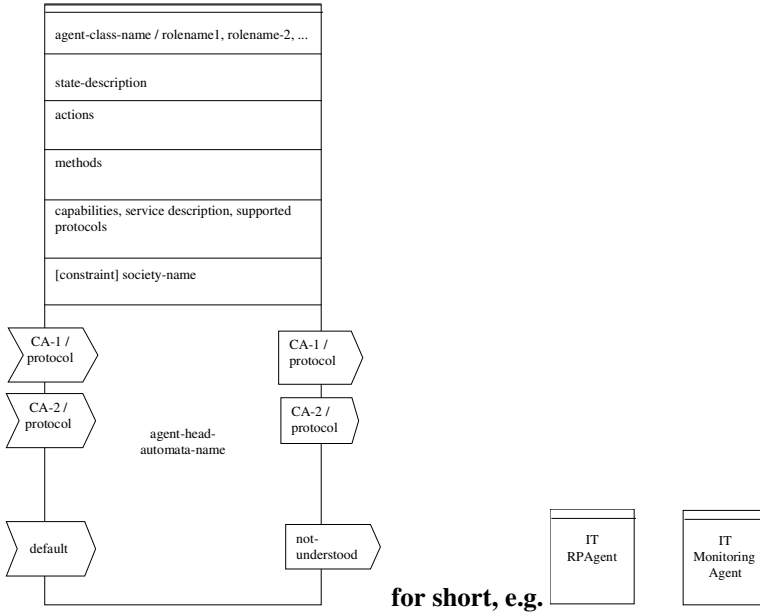 agent-class-name / rolename1, rolename-2, ...
state-description
actions
methods
capabilities, service description, supported
protocols
[constraint] society-name
CA-1 /
protocol
CA-1 /
protocol
CA-2 /
protocol
CA-2 /
protocol
agent-head-
automata-name
default
not-
understood
for short, e.g.
IT
RPAgent
IT
Monitoring
Agent